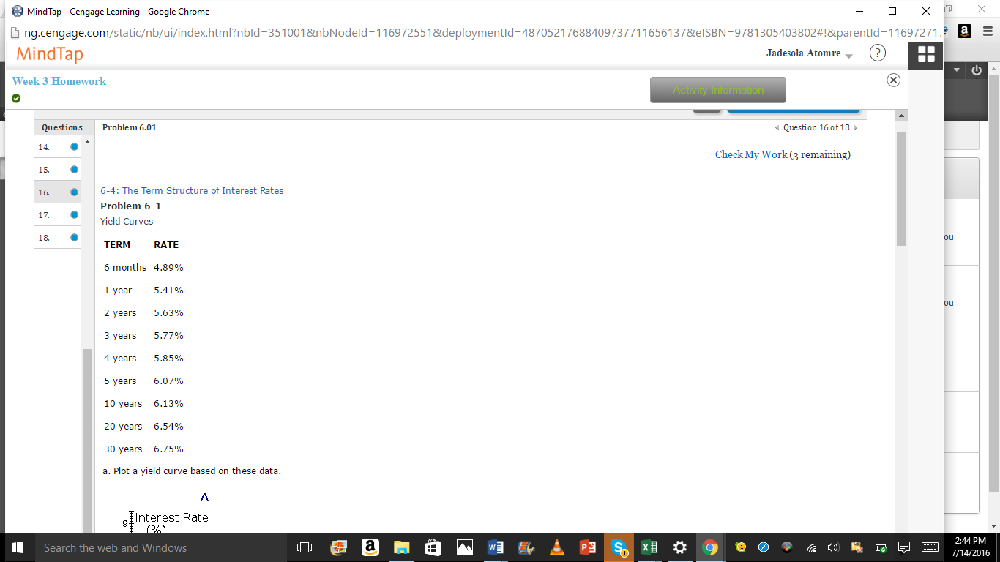 MindTap - Cengage Learning - Google Chrome
ng.cengage.com/static/nb/ui/index.html?nbId=351001&nbNodeId=116972551&deploymentId=48705217688409737711656137&eISBN=9781305403802#!&parentId=116972717
MindTap
Jadesola Atomre
?
Week 3 Homework
Activity Information
Questions
Problem 6.01
Question 16 of 18
14.
15.
16.
17.
18.
Check My Work (3 remaining)
6-4: The Term Structure of Interest Rates
Problem 6-1
Yield Curves
TERM RATE
6 months 4.89%
1 year 5.41%
2 years 5.63%
3 years 5.77%
4 years 5.85%
5 years 6.07%
10 years 6.13%
20 years 6.54%
30 years 6.75%
a. Plot a yield curve based on these data.
A
9 Interest Rate
(%)
ou
ou
Search the web and Windows
2:44 PM
7/14/2016